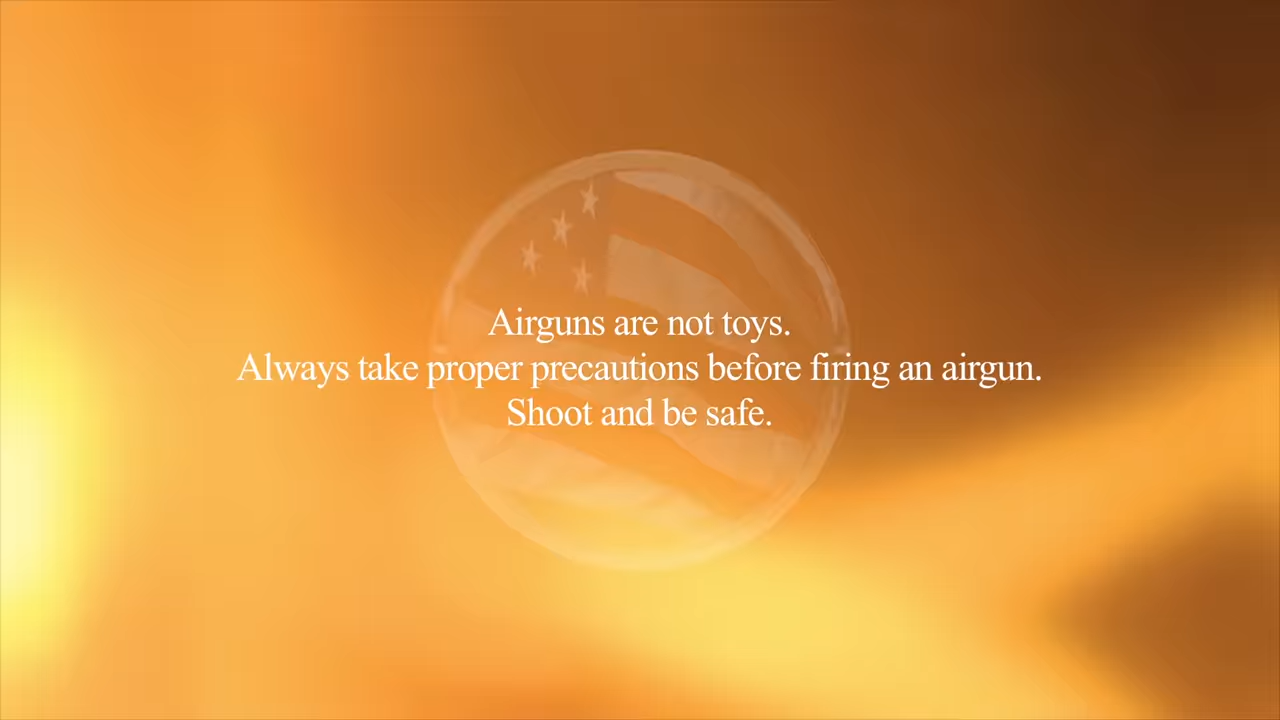 Airguns are not toys.
Always take proper precautions before firing an airgun.
Shoot and be safe.